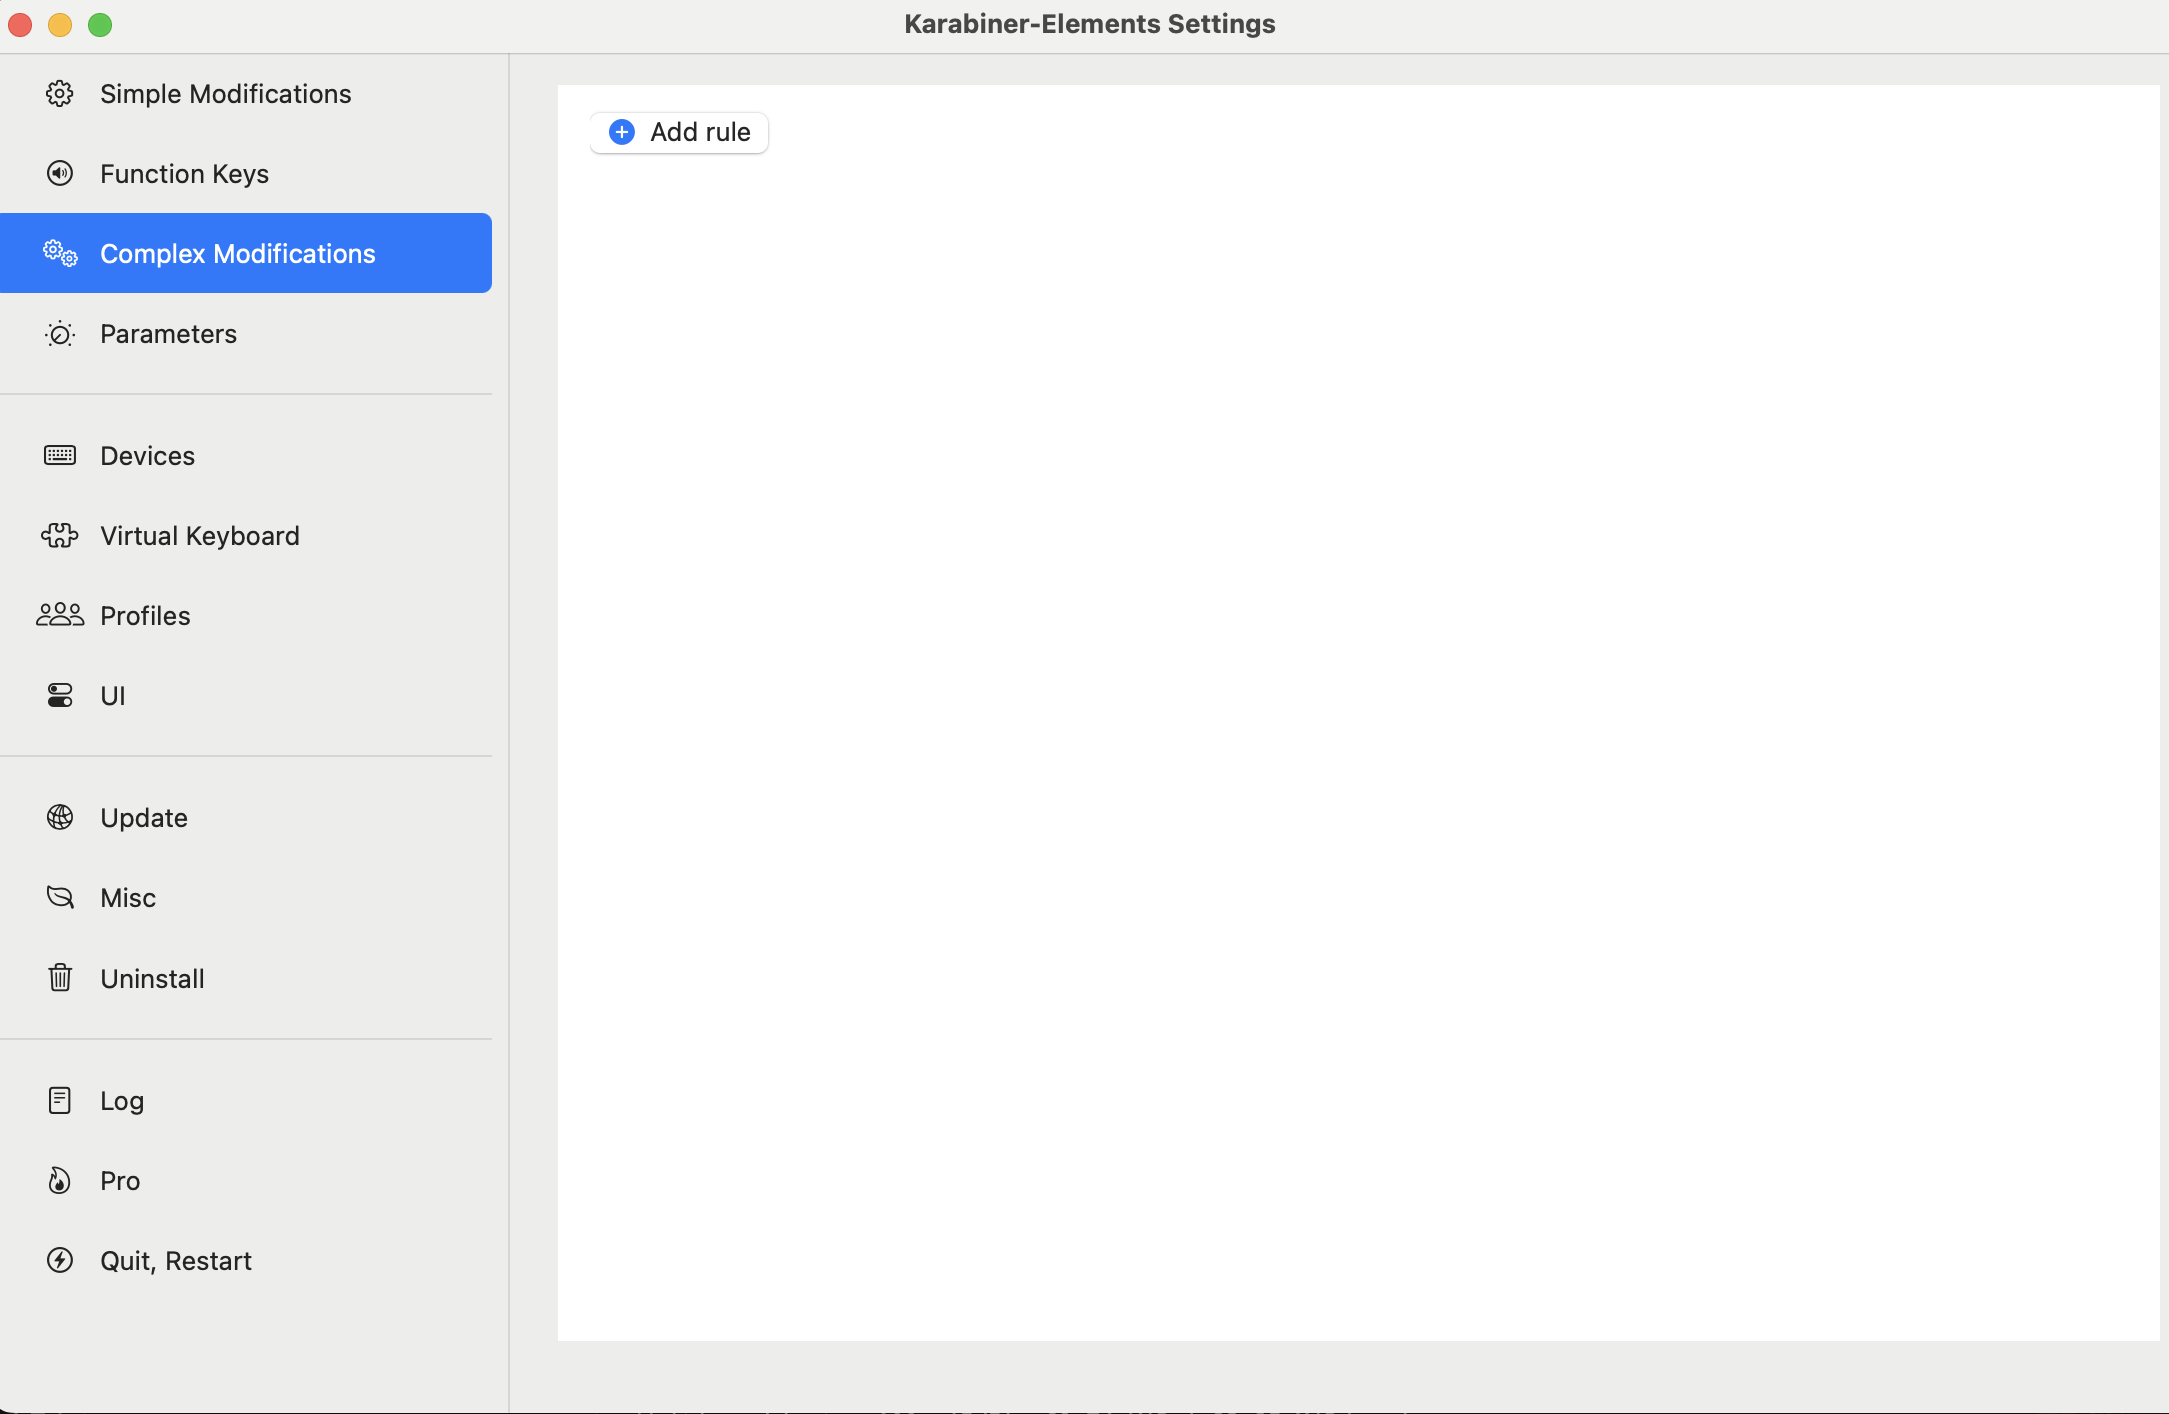 Karabiner-Elements Settings
Simple Modifications
Function Keys
Complex Modifications
Parameters
Devices
Virtual Keyboard
Profiles
UI
Update
Misc
Uninstall
Log
Pro
Quit, Restart
Add rule